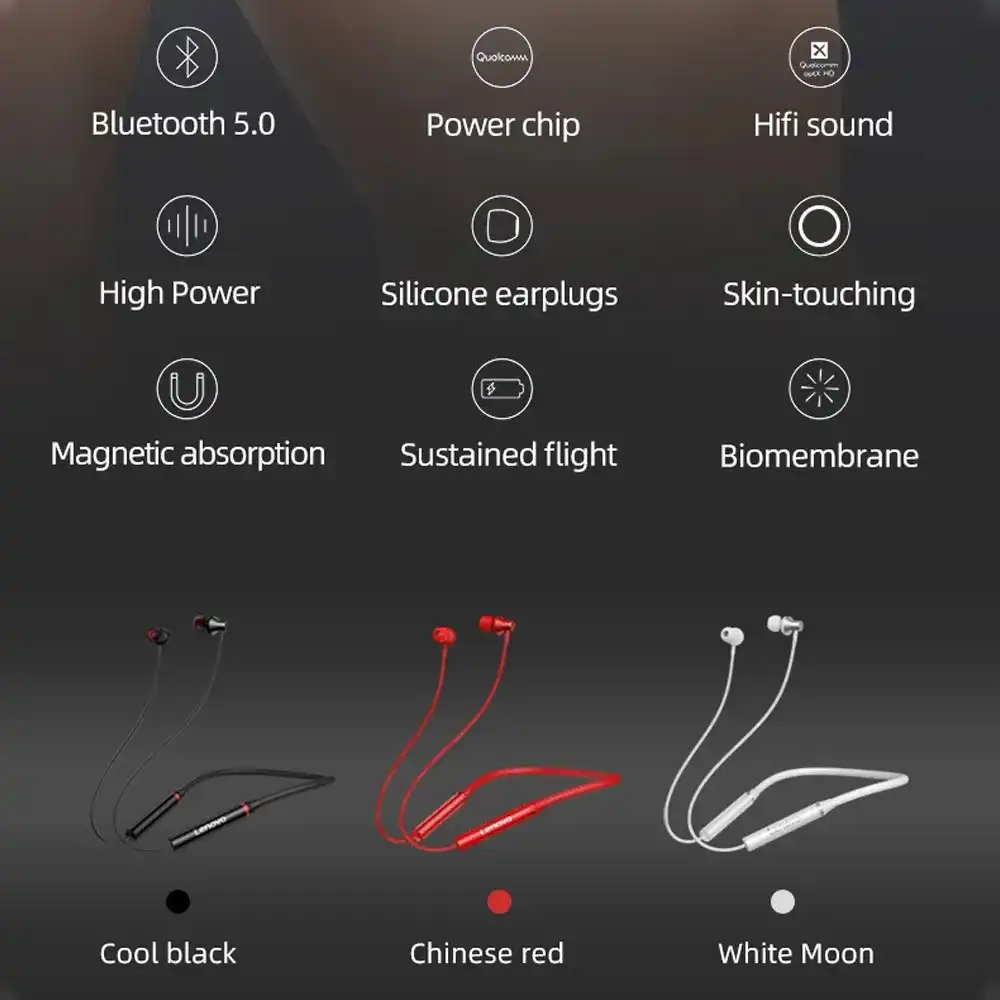 Qualcomm
Qualcomm
aptX HD
Bluetooth 5.0
Power chip
Hifi sound
High Power
Silicone earplugs
Skin-touching
Magnetic absorption
Sustained flight
Biomembrane
Lenovo
Lenovo
Cool black
Chinese red
White Moon